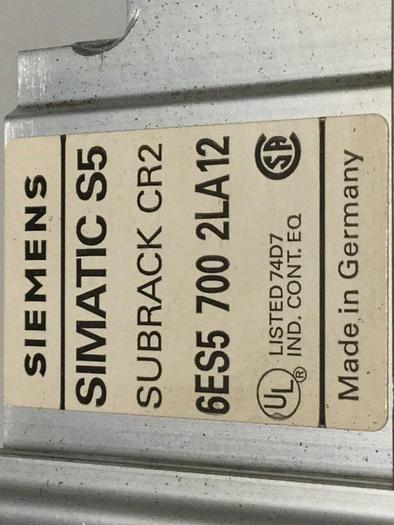 SIEMENS
SIMATIC S5
SUBRACK CR2
6ES5 700 2LA12
UL ® LISTED 74D7
IND. CONT. EQ
SA
Made in Germany